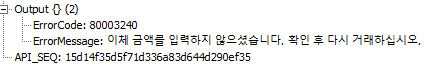 Output {} (2)
ErrorCode: 80003240
ErrorMessage: 이체 금액을 입력하지 않으셨습니다. 확인 후 다시 거래하십시오.
API_SEQ: 15d14f35d5f71d336a83d644d290ef35